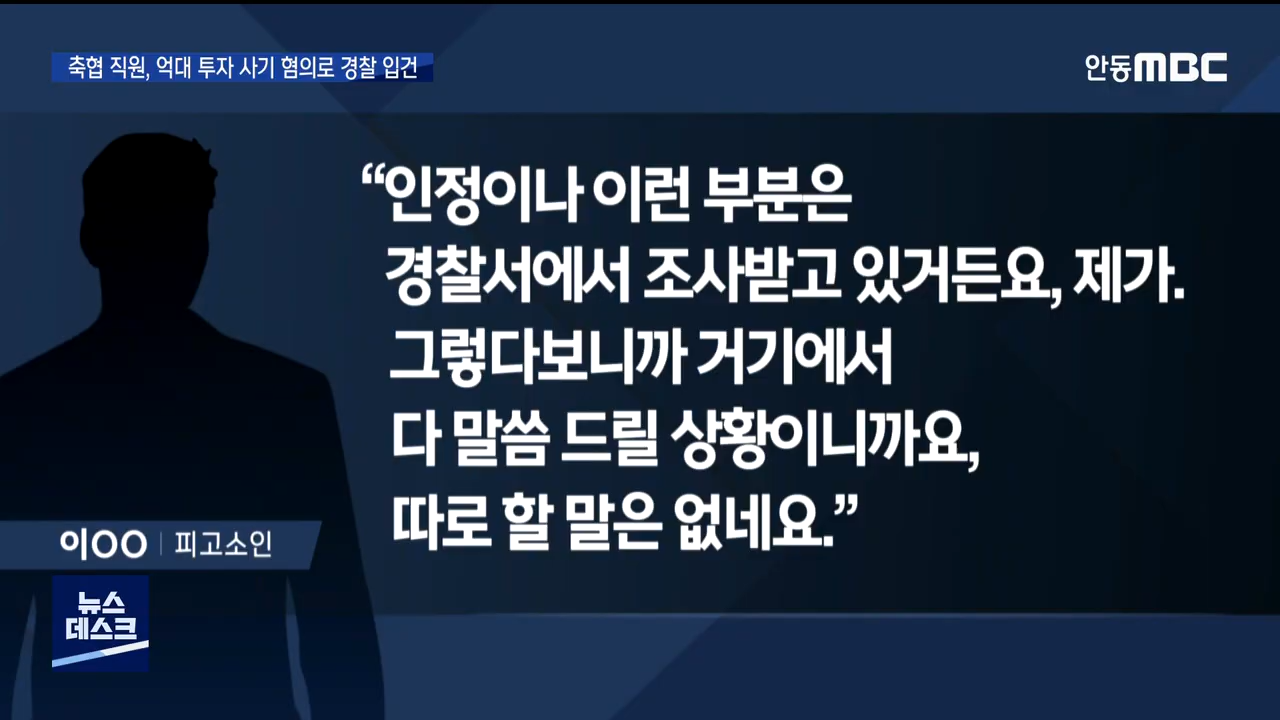 축협 직원, 억대 투자 사기 혐의로 경찰 입건
안동MBC
“인정이나 이런 부분은
경찰서에서 조사받고 있거든요, 제가.
그렇다보니까 거기에서
다 말씀 드릴 상황이니까요,
따로 할 말은 없네요.”
이○○ | 피고소인
뉴스
데스크